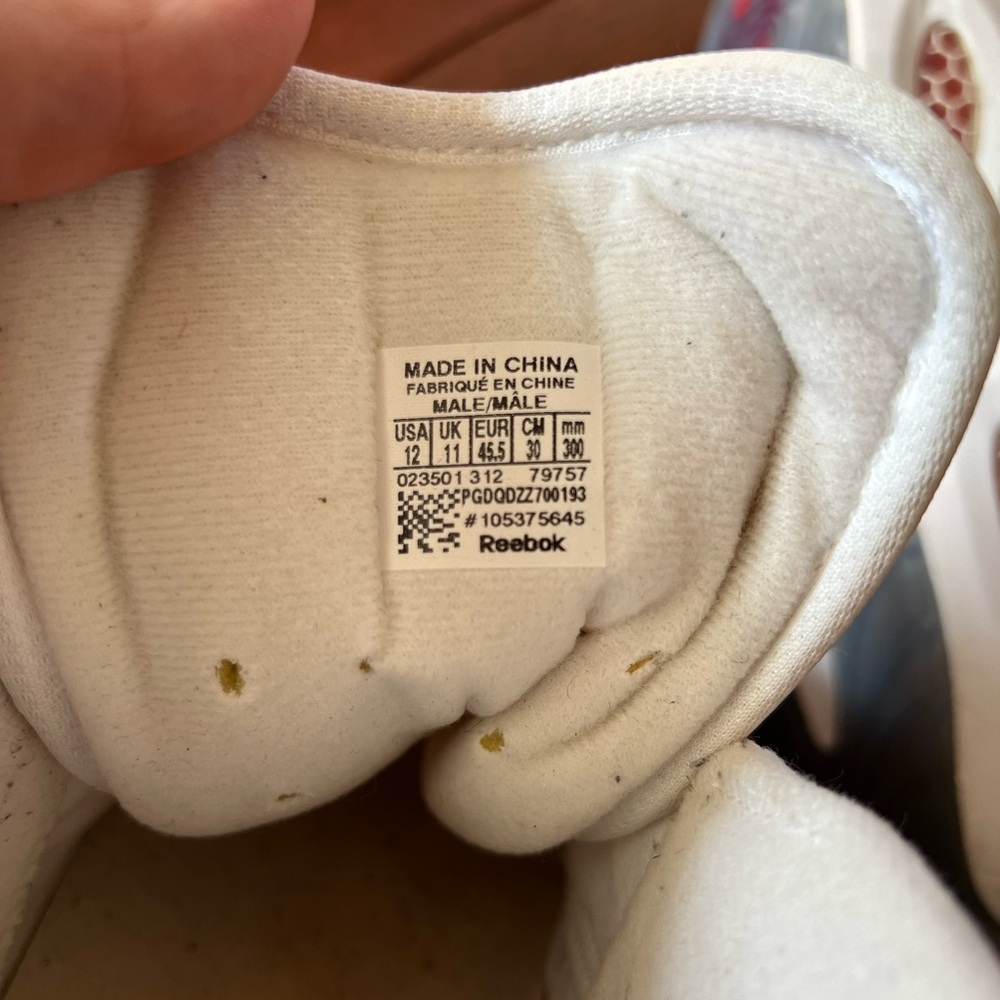 MADE IN CHINA
FABRIQUÉ EN CHINE
MALE/MÂLE
USA UK EUR CM mm
12 11 45.5 30 300
023501 312 79757
PGDQDZZ700193
#105375645
Reebok